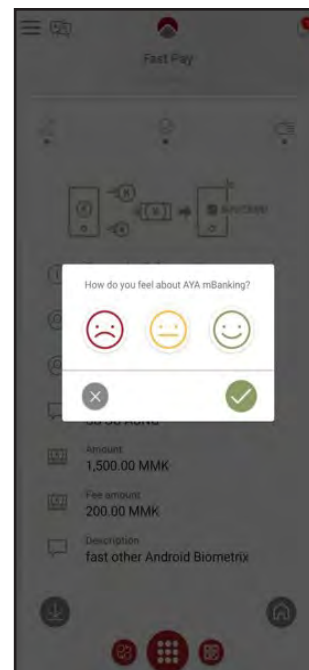 Fast Pay
How do you feel about AYA mBanking?
Amount
1,500.00 MMK
Fee amount
200.00 MMK
Description
fast other Android Biometrix